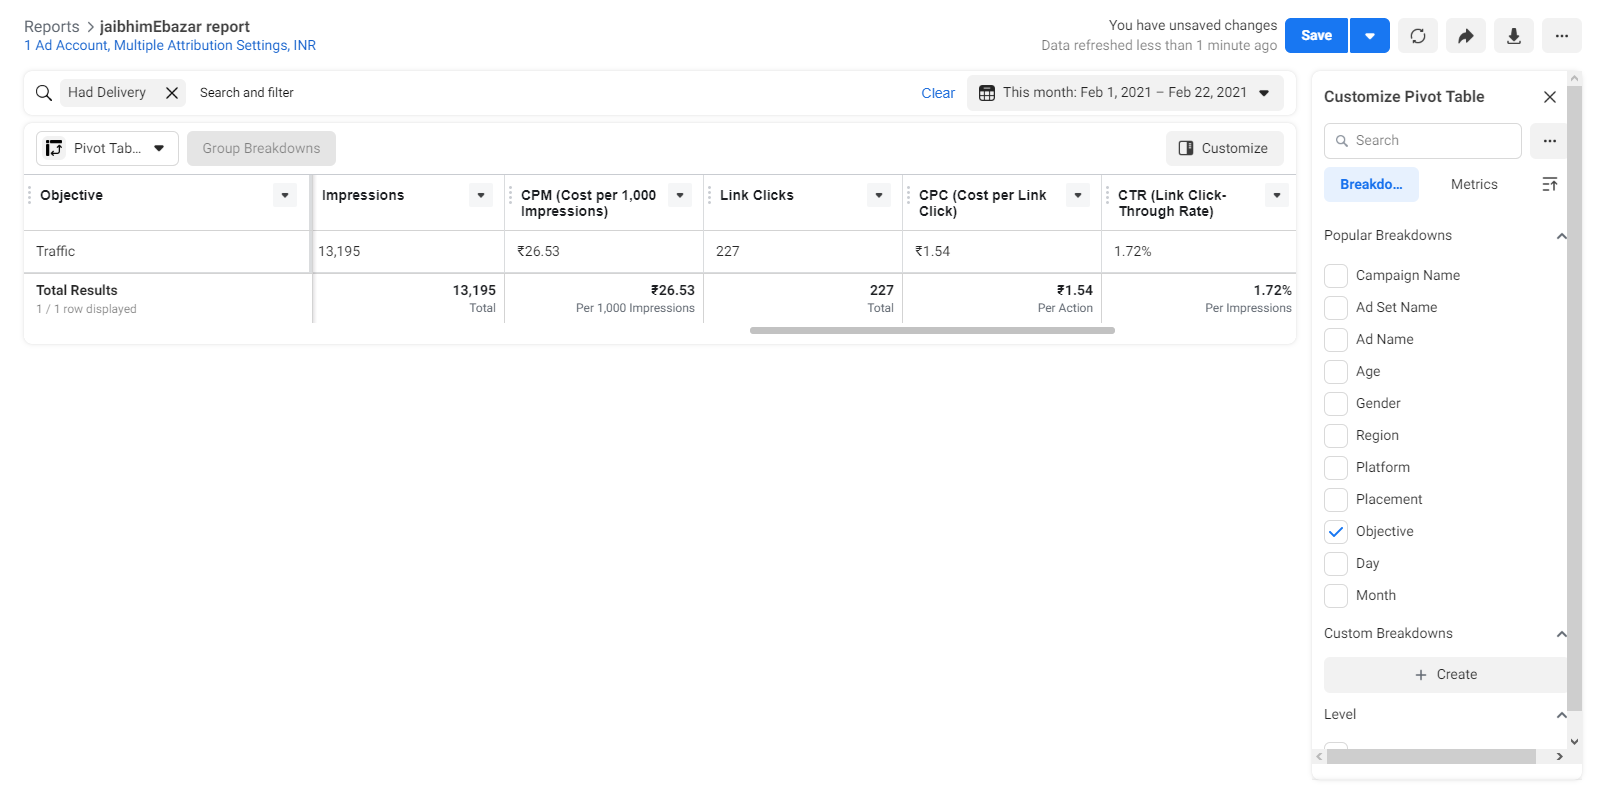 Reports > jaibhimEbazar report
1 Ad Account, Multiple Attribution Settings, INR
You have unsaved changes
Data refreshed less than 1 minute ago
Save
Had Delivery
Search and filter
Clear
This month: Feb 1, 2021 – Feb 22, 2021
Pivot Tab...
Group Breakdowns
Customize
Objective
Impressions
CPM (Cost per 1,000
Impressions)
Link Clicks
CPC (Cost per Link
Click)
CTR (Link Click-
Through Rate)
Traffic
13,195
₹26.53
227
₹1.54
1.72%
Total Results
1 / 1 row displayed
13,195
Total
₹26.53
Per 1,000 Impressions
227
Total
₹1.54
Per Action
1.72%
Per Impressions
Customize Pivot Table
Search
Breakdo...
Metrics
Popular Breakdowns
Campaign Name
Ad Set Name
Ad Name
Age
Gender
Region
Platform
Placement
Objective
Day
Month
Custom Breakdowns
+ Create
Level